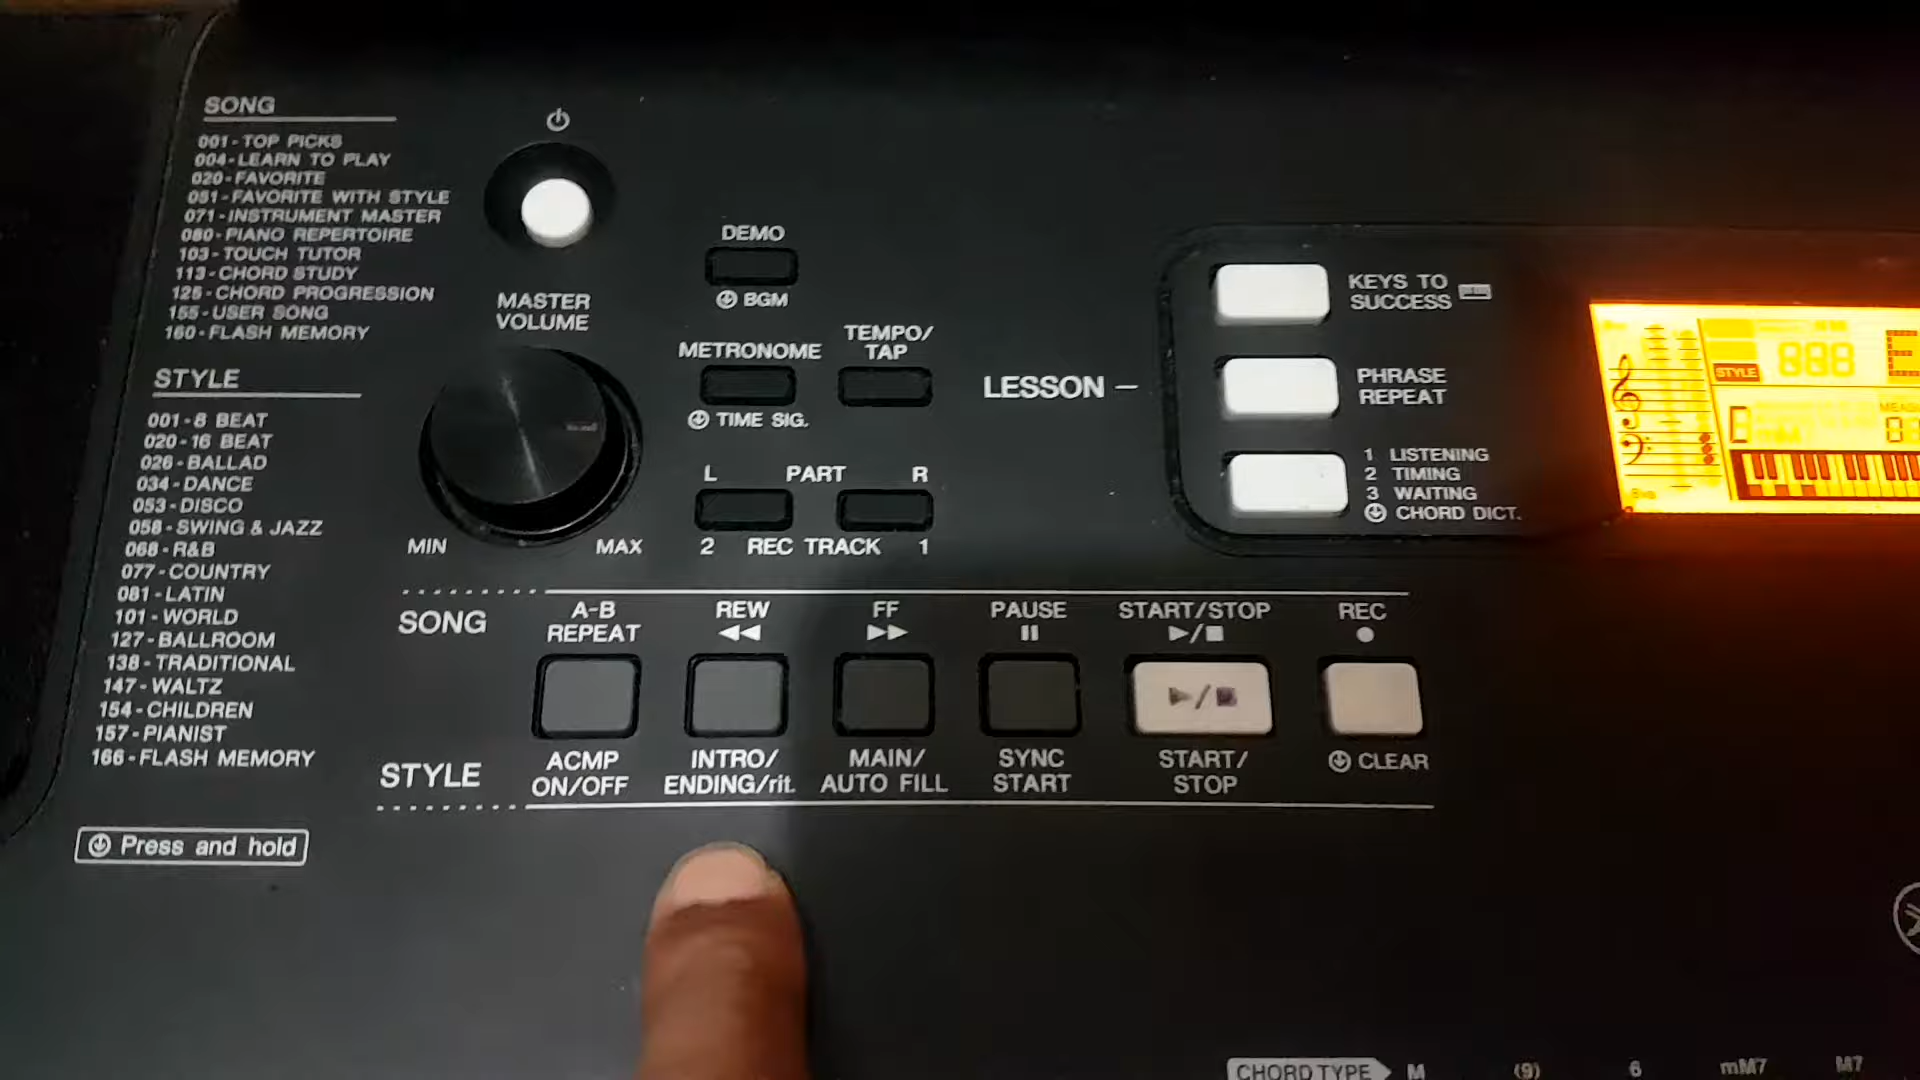 SONG
001-TOP PICKS
004-LEARN TO PLAY
020-FAVORITE
051-FAVORITE WITH STYLE
071-INSTRUMENT MASTER
080-PIANO REPERTOIRE
103-TOUCH TUTOR
113-CHORD STUDY
125-CHORD PROGRESSION
155-USER SONG
160-FLASH MEMORY
STYLE
001-8 BEAT
020-16 BEAT
026-BALLAD
034-DANCE
053-DISCO
058-SWING & JAZZ
068-R&B
077-COUNTRY
081-LATIN
101-WORLD
127-BALLROOM
138-TRADITIONAL
147-WALTZ
154-CHILDREN
157-PIANIST
166-FLASH MEMORY
Press and hold
MASTER
VOLUME
MIN MAX
DEMO
BGM
METRONOME
TIME SIG.
TEMPO/
TAP
L PART R
2 REC TRACK 1
LESSON
KEYS TO
SUCCESS
PHRASE
REPEAT
1 LISTENING
2 TIMING
3 WAITING
CHORD DICT.
STYLE
SONG
A-B
REPEAT
REW
FF
PAUSE
START/STOP
REC
STYLE
ACMP
ON/OFF
INTRO/
ENDING/rit.
MAIN/
AUTO FILL
SYNC
START
START/
STOP
CLEAR
CHORD TYPE M (9) 6 mM7 M7